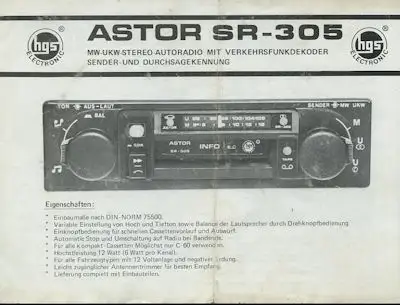 hgs ® ELECTRONIC
ASTOR SR-305
hgs ® ELECTRONIC
MW-UKW-STEREO-AUTORADIO MIT VERKEHRSFUNKDEKODER
SENDER-UND DURCHSAGEKENNUNG
TON AUS-LAUT
SENDER MW UKW
BAL
ASTOR
SR-305
INFO
TAPE
M
U
U
Eigenschaften:
* Einbaumaße nach DIN-NORM 75500.
* Variable Einstellung von Hoch und Tiefton sowie Balance der Lautsprecher durch Drehknopfbedienung.
* Einknopfbedienung für schnellen Cassettenvorlauf und Auswurf.
* Automatik-Stop und Umschaltung auf Radio bei Bandende.
* Für alle kompakt-Cassetten Möglichst nur C-60 verwenden.
* Hochstleistung 12 Watt (6 Watt pro Kanal).
* Für alle Fahrzeugtypen mit 12 Voltanlage und negativer Erdung.
* Leicht zugänglicher Antennentrimmer für besten Empfang.
* Lieferung complett mit Einbauteilen.